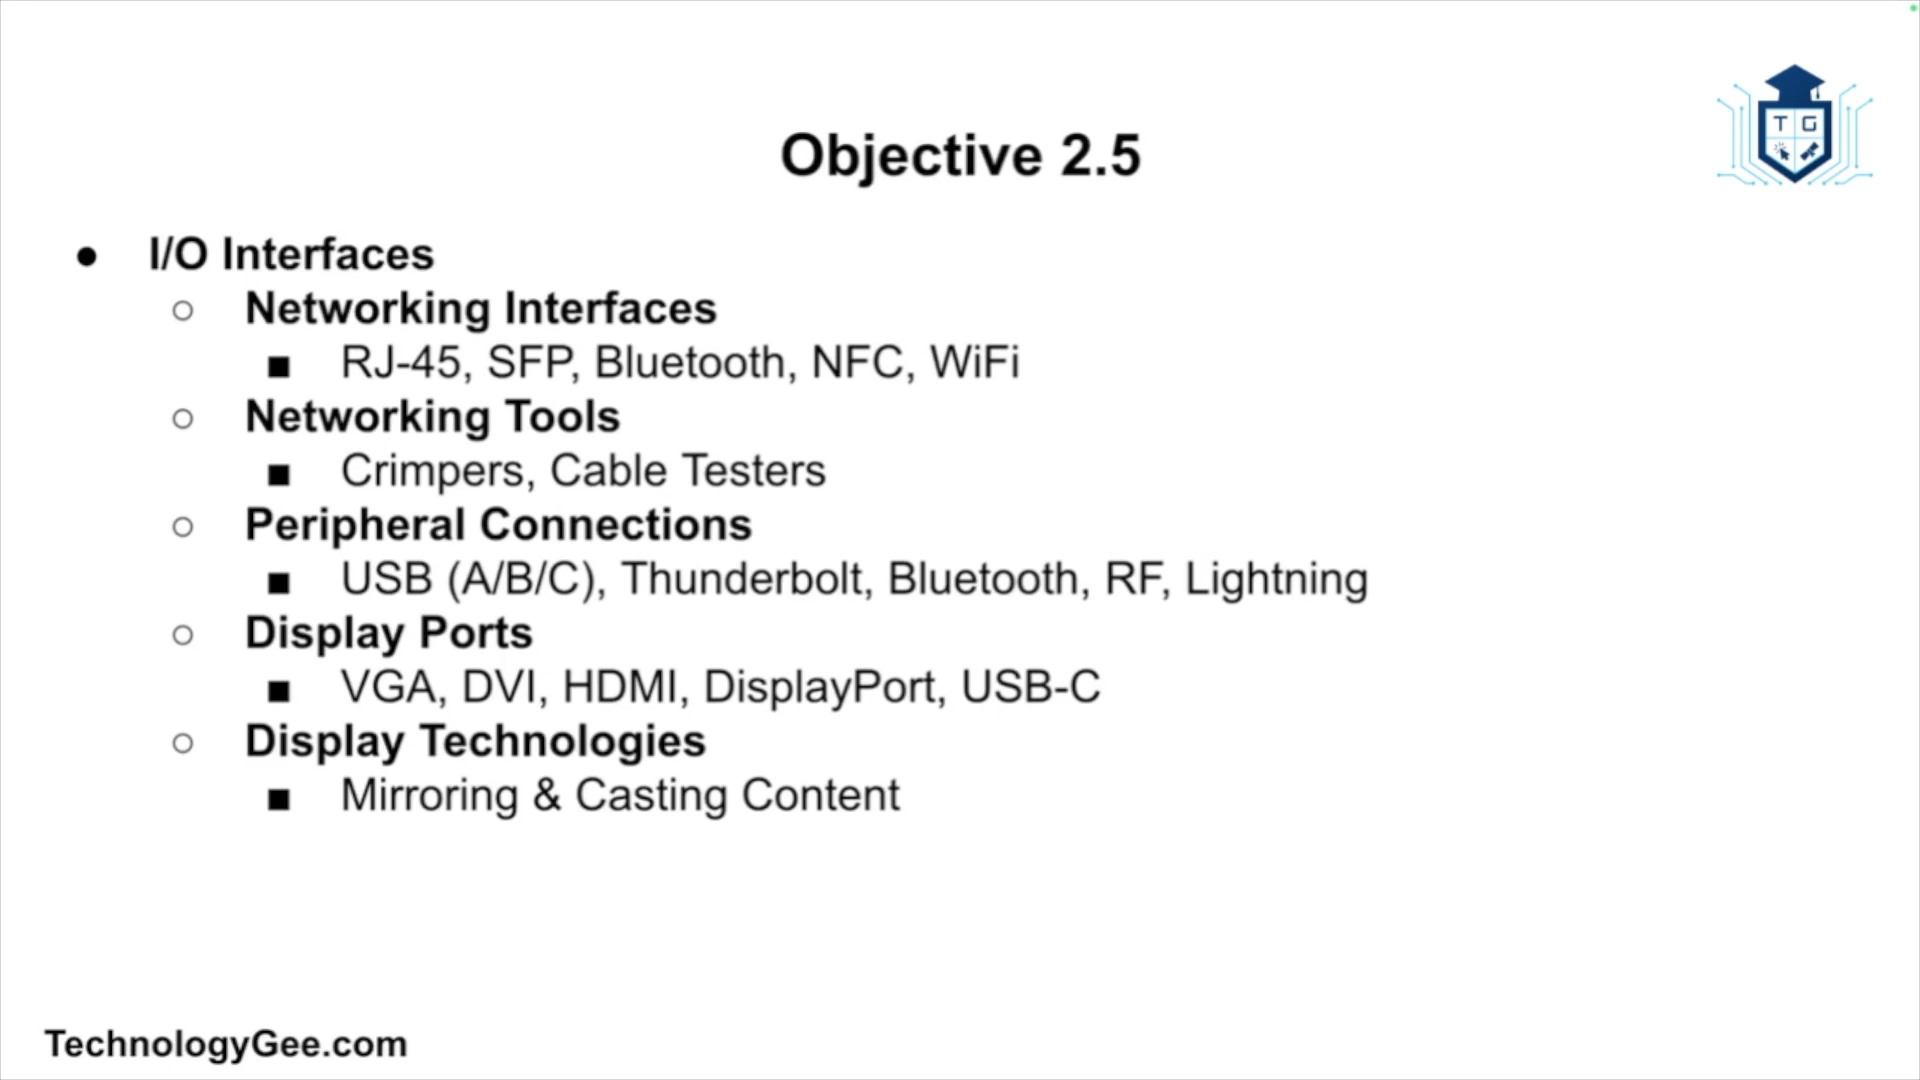 T G
Objective 2.5
● I/O Interfaces
○ Networking Interfaces
■ RJ-45, SFP, Bluetooth, NFC, WiFi
○ Networking Tools
■ Crimpers, Cable Testers
○ Peripheral Connections
■ USB (A/B/C), Thunderbolt, Bluetooth, RF, Lightning
○ Display Ports
■ VGA, DVI, HDMI, DisplayPort, USB-C
○ Display Technologies
■ Mirroring & Casting Content
TechnologyGee.com